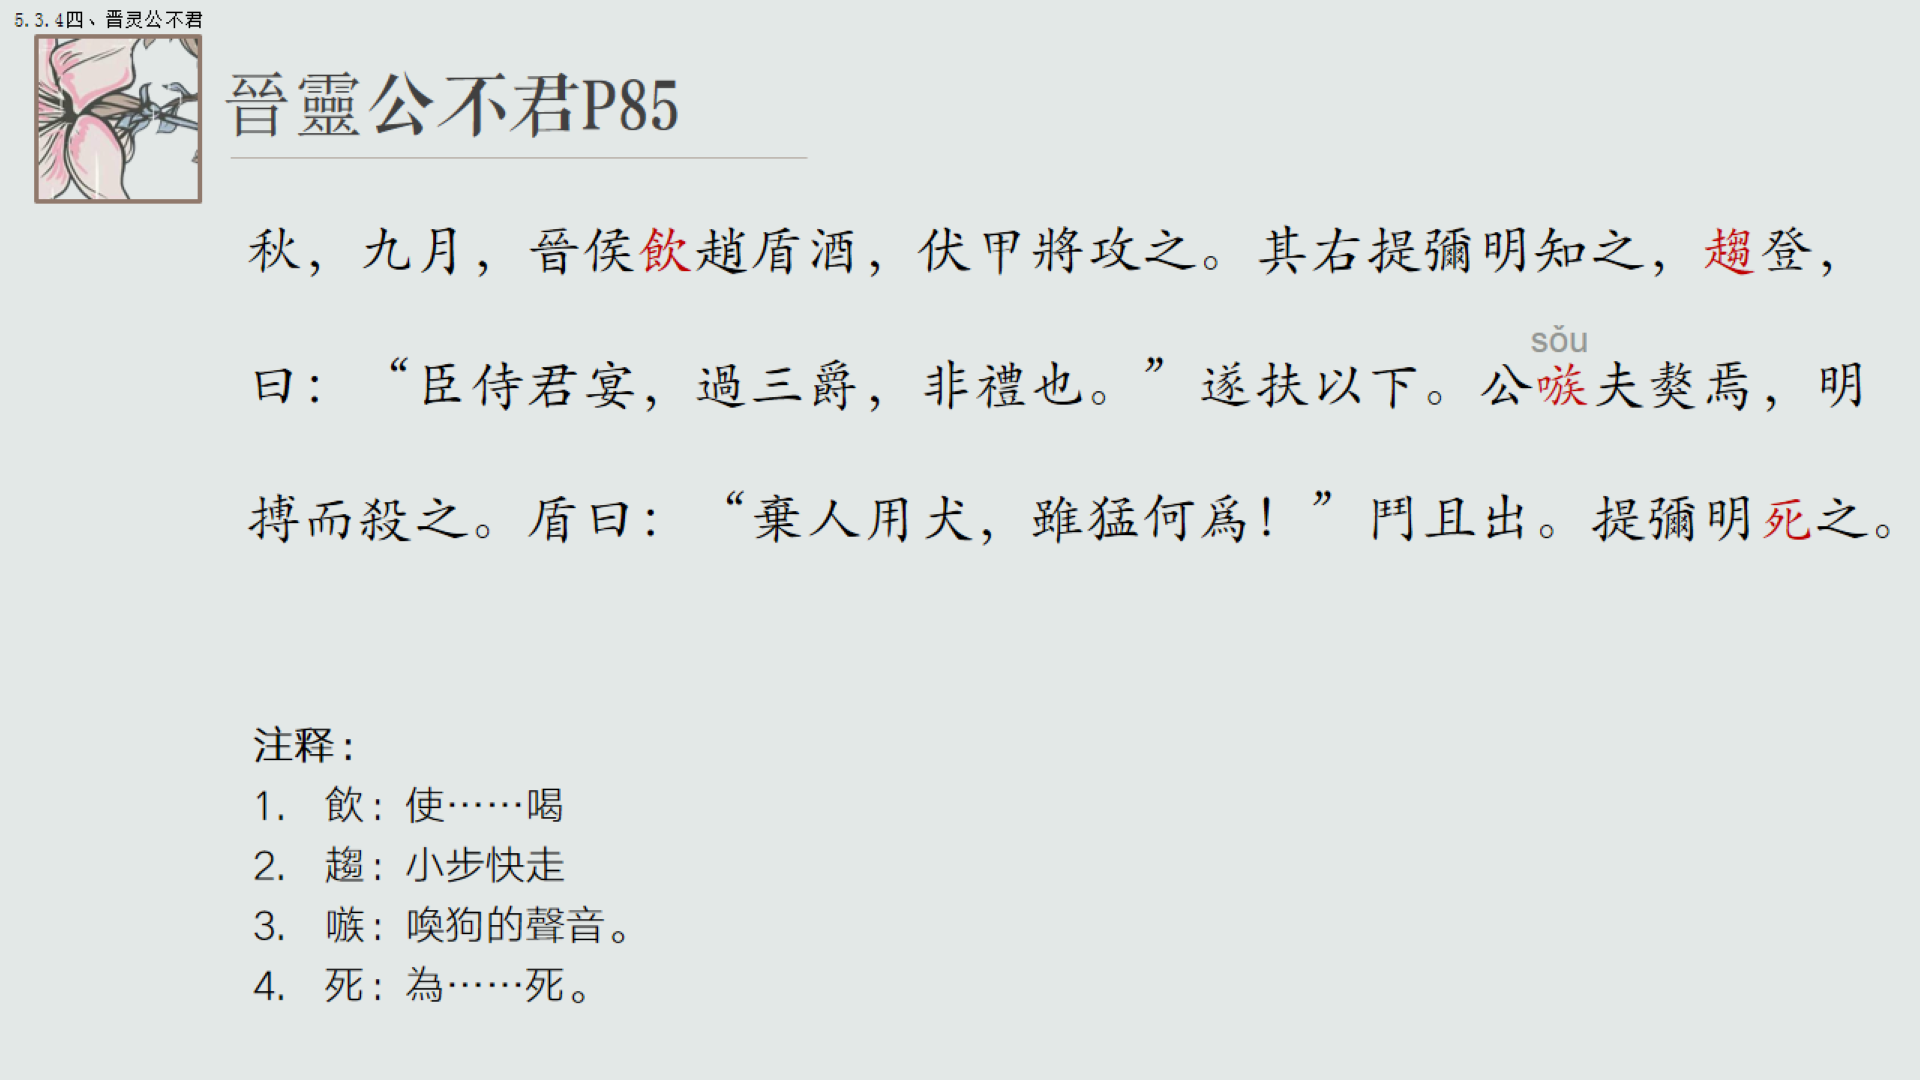 5.3.4四、晋灵公不君
晉靈公不君P85
秋，九月，晉侯飲趙盾酒，伏甲將攻之。其右提彌明知之，趨登，
sǒu
曰：“臣侍君宴，過三爵，非禮也。”遂扶以下。公嗾夫獒焉，明
搏而殺之。盾曰：“棄人用犬，雖猛何爲！”鬥且出。提彌明死之。
注释：
1. 飲：使……喝
2. 趨：小步快走
3. 嗾：喚狗的聲音。
4. 死：為……死。